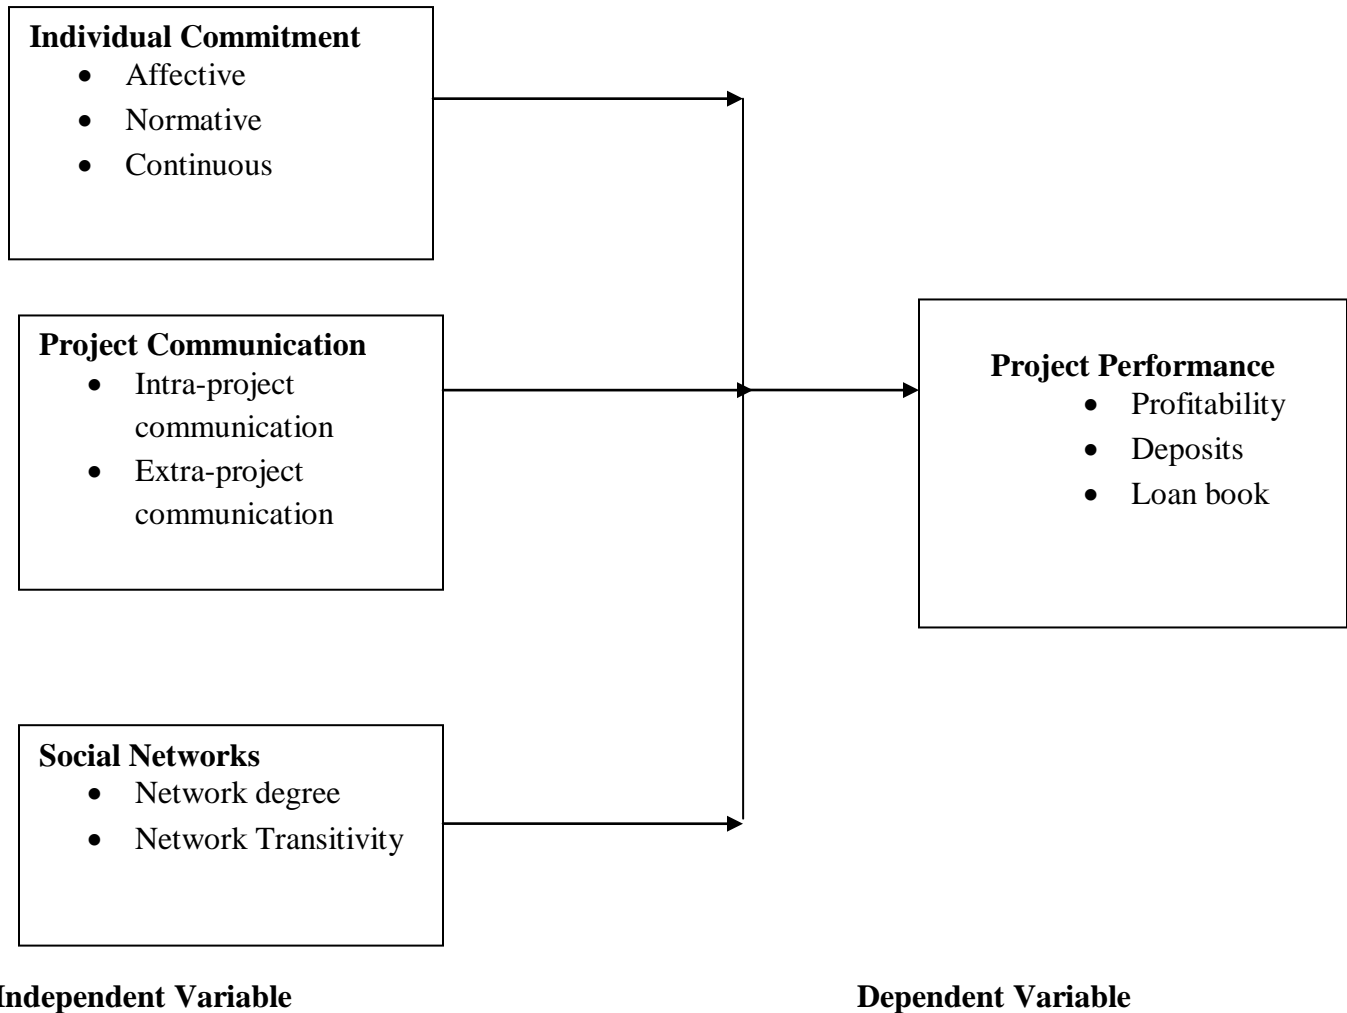 Individual Commitment
• Affective
• Normative
• Continuous
Project Communication
• Intra-project
communication
• Extra-project
communication
Social Networks
• Network degree
• Network Transitivity
Project Performance
• Profitability
• Deposits
• Loan book
Independent Variable
Dependent Variable